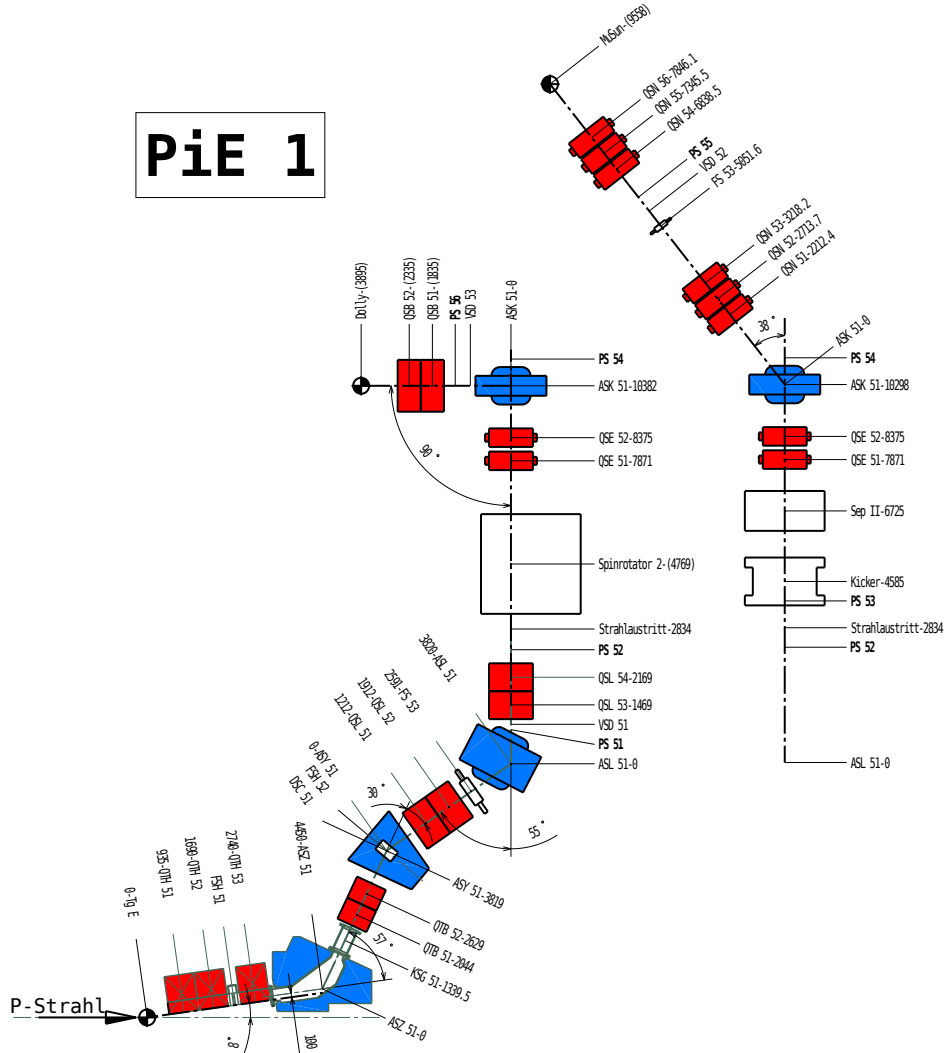 MuSun-(9558)
QSN 56-7846.1
QSN 55-7345.5
QSN 54-6838.5
PS 55
VSD 52
FS 53-5051.6
PiE 1
QSN 53-3218.2
QSN 52-2713.7
QSN 51-2212.4
38 °
ASK 51-0
PS 54
ASK 51-10298
QSE 52-8375
QSE 51-7871
Sep II-6725
Kicker-4585
PS 53
Strahlaustritt-2834
PS 52
ASL 51-0
Dolly-(3895)
QSB 52-(2335)
QSB 51-(1835)
PS 56
VSD 53
ASK 51-0
PS 54
ASK 51-10382
QSE 52-8375
QSE 51-7871
90 °
Spinrotator 2-(4769)
Strahlaustritt-2834
PS 52
QSL 54-2169
QSL 53-1469
VSD 51
PS 51
ASL 51-0
3820-ASL 51
2591-FS 53
1912-QSL 52
1212-QSL 51
0-ASY 51
FSH 52
DSC 51
30 °
55 °
ASY 51-3819
4450-ASZ 51
QTB 52-2629
QTB 51-2044
57 °
KSG 51-1339.5
ASZ 51-0
2740-QTH 53
FSH 51
1690-QTH 52
935-QTH 51
0-Tg E
P-Strahl
8°
100